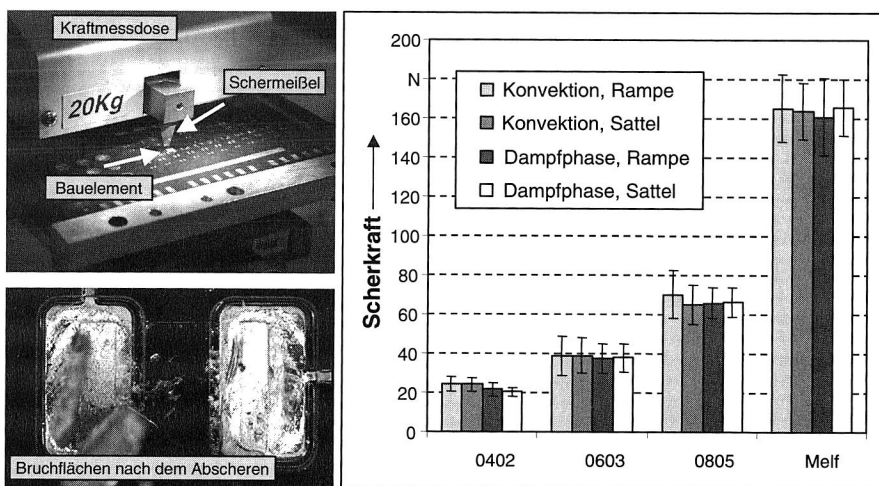 Kraftmessdose
20Kg
Schermeißel
Bauelement
Bruchflächen nach dem Abscheren
Scherkraft
200
N
160
140
120
100
80
60
40
20
0
Konvektion, Rampe
Konvektion, Sattel
Dampfphase, Rampe
Dampfphase, Sattel
0402
0603
0805
Melf